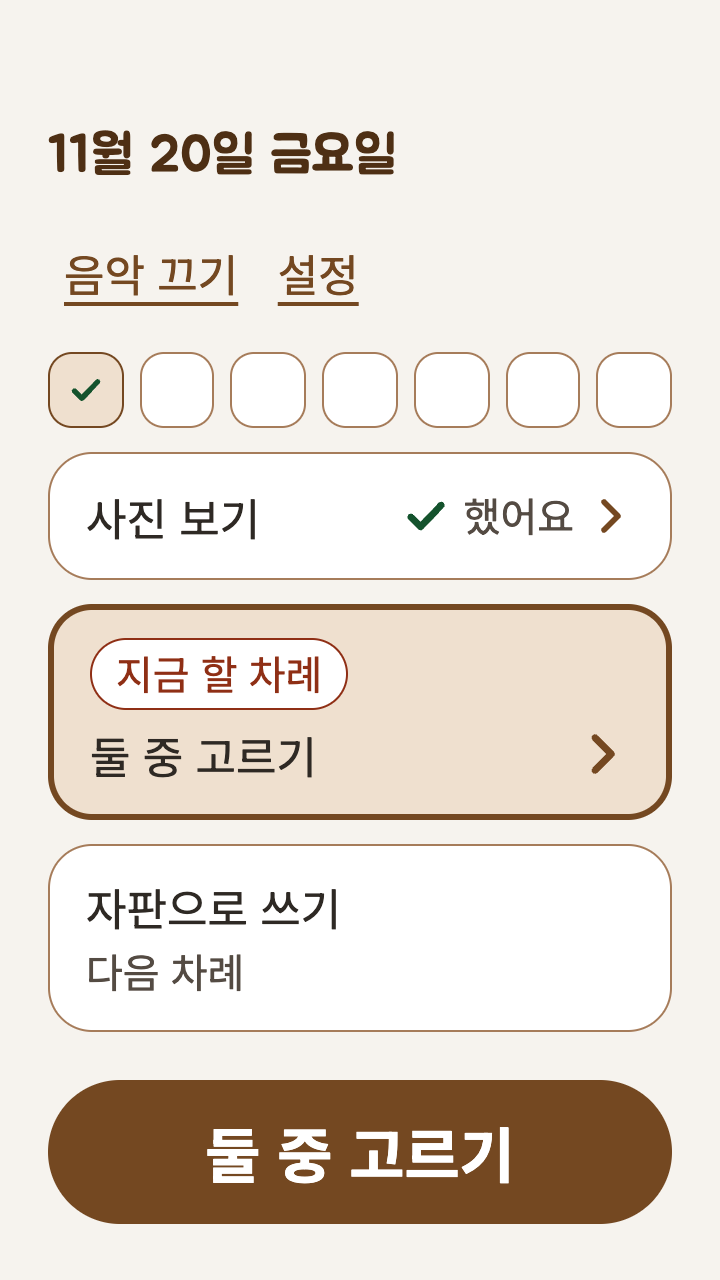 11월 20일 금요일
음악 끄기 설정
사진 보기 했어요
지금 할 차례
둘 중 고르기
자판으로 쓰기
다음 차례
둘 중 고르기